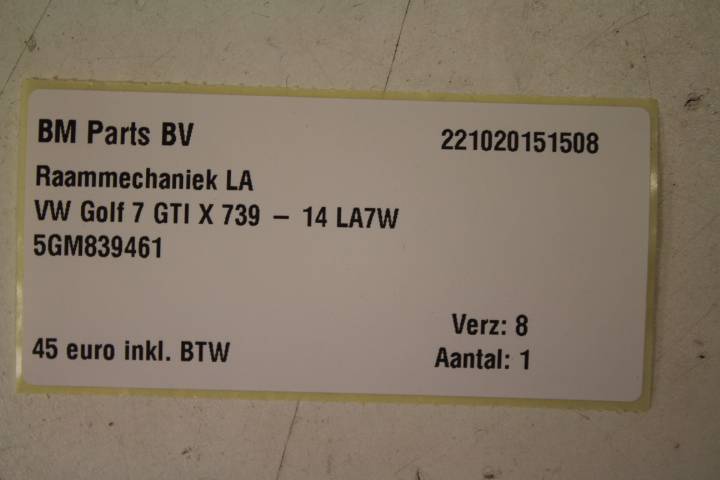 BM Parts BV
221020151508
Raammechaniek LA
VW Golf 7 GTI X 739 – 14 LA7W
5GM839461
Verz: 8
45 euro inkl. BTW
Aantal: 1